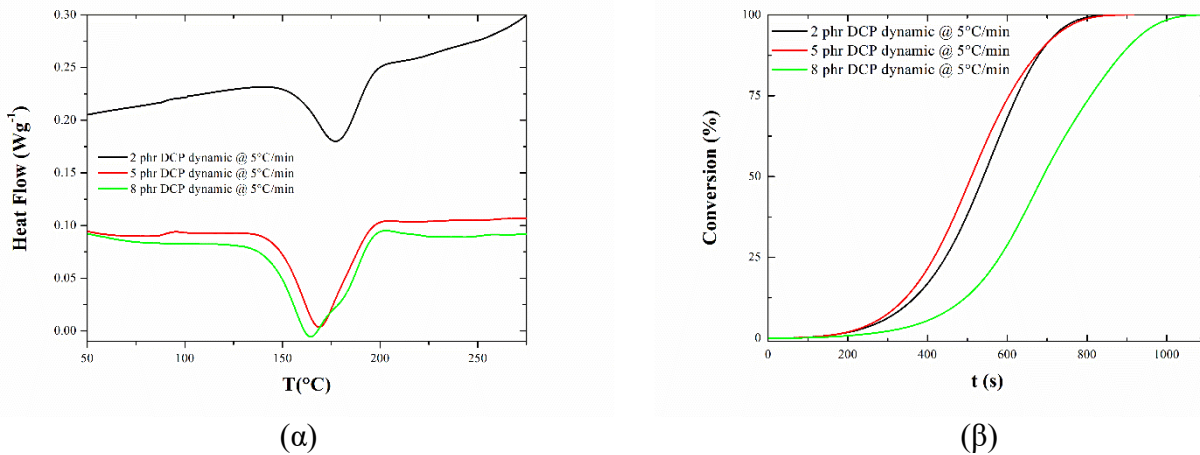 0.30
0.25
0.20
0.15
0.10
0.05
0.00
Heat Flow (Wg⁻¹)
2 phr DCP dynamic @ 5°C/min
5 phr DCP dynamic @ 5°C/min
8 phr DCP dynamic @ 5°C/min
50 100 150 200 250
T(°C)
(α)
100
75
50
25
0
Conversion (%)
2 phr DCP dynamic @ 5°C/min
5 phr DCP dynamic @ 5°C/min
8 phr DCP dynamic @ 5°C/min
0 200 400 600 800 1000
t (s)
(β)